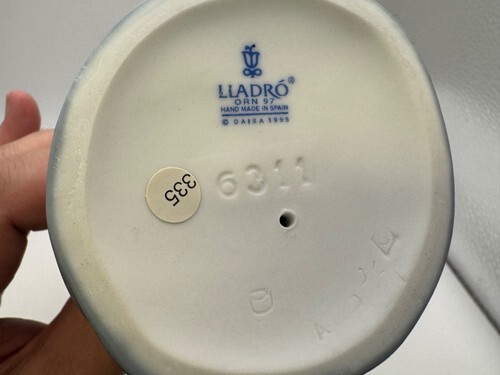 LLADRÓ®
ORN 97
HAND MADE IN SPAIN
© DAISA 1995
6311
335